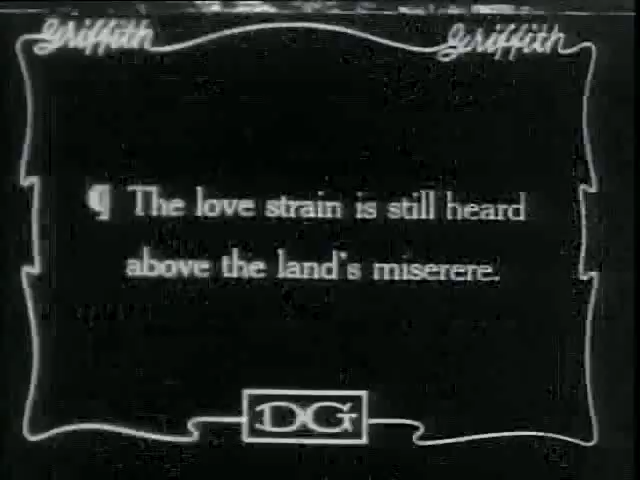 Griffith Griffith
¶ The love strain is still heard
above the land's miserere.
DG